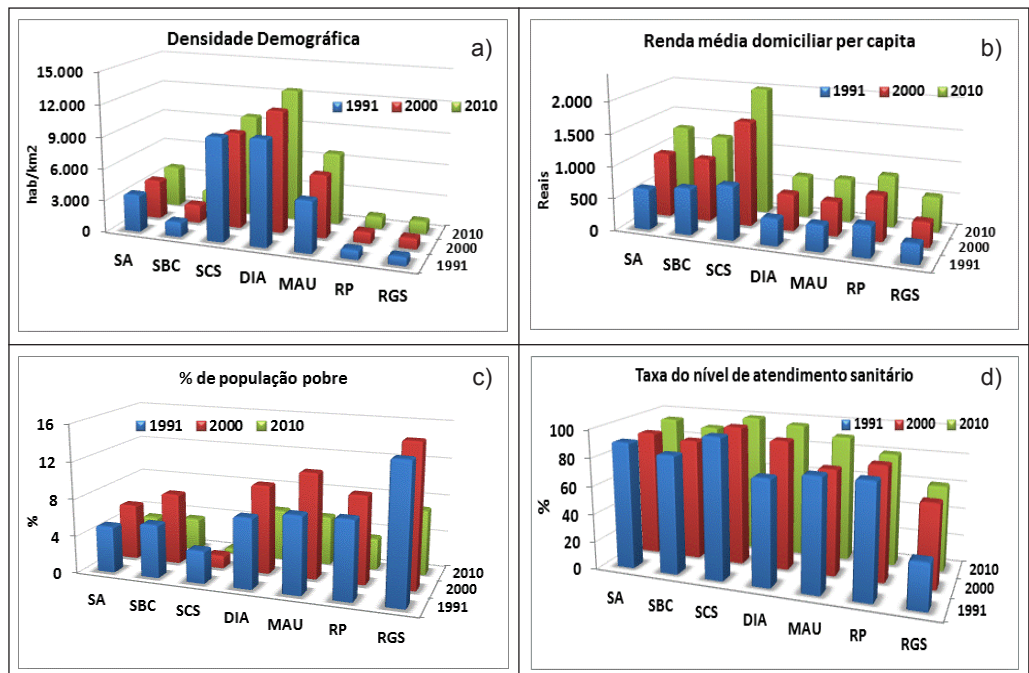 Densidade Demográfica
a)
15.000
12.000
9.000
6.000
3.000
0
hab/km2
1991 2000 2010
SA SBC SCS DIA MAU RP RGS
2010
2000
1991
Renda média domiciliar per capita
b)
2.000
1.500
1.000
500
0
Reais
1991 2000 2010
SA SBC SCS DIA MAU RP RGS
2010
2000
1991
% de população pobre
c)
16
12
8
4
0
%
1991 2000 2010
SA SBC SCS DIA MAU RP RGS
2010
2000
1991
Taxa do nível de atendimento sanitário
d)
100
80
60
40
20
0
%
1991 2000 2010
SA SBC SCS DIA MAU RP RGS
2010
2000
1991